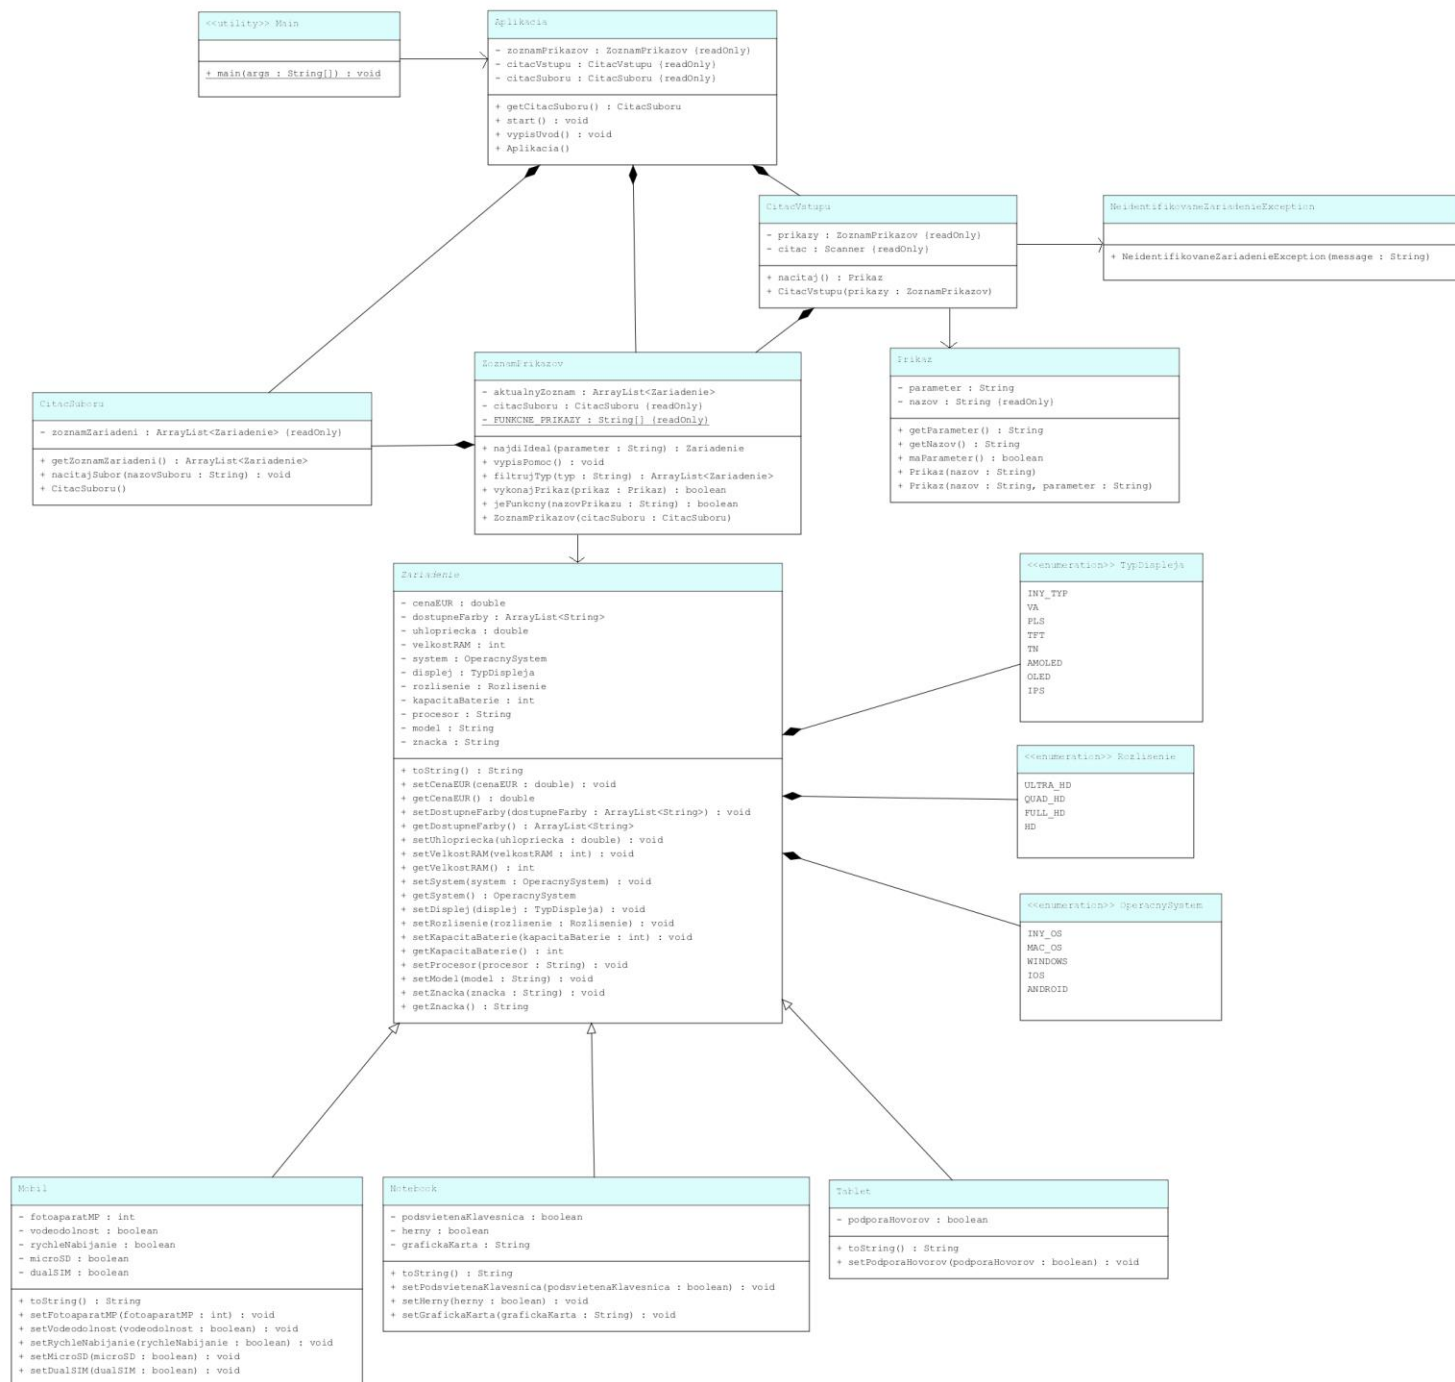 <<utility>> Main
+ main(args : String[]) : void
Aplikacia
- zoznamPrikazov : ZoznamPrikazov {readOnly}
- citacVstupu : CitacVstupu {readOnly}
- citacSuboru : CitacSuboru {readOnly}
+ getCitacSuboru() : CitacSuboru
+ start() : void
+ vypisUvod() : void
+ Aplikacia()
CitacVstupu
- prikazy : ZoznamPrikazov {readOnly}
- citac : Scanner {readOnly}
+ nacitaj() : Prikaz
+ CitacVstupu(prikazy : ZoznamPrikazov)
NeidentifikovaneZariadenieException
+ NeidentifikovaneZariadenieException(message : String)
CitacSuboru
- zoznamZariadeni : ArrayList<Zariadenie> {readOnly}
+ getZoznamZariadeni() : ArrayList<Zariadenie>
+ nacitajSubor(nazovSuboru : String) : void
+ CitacSuboru()
ZoznamPrikazov
- aktualnyZoznam : ArrayList<Zariadenie>
- citacSuboru : CitacSuboru {readOnly}
- FUNKCNE_PRIKAZY : String[] {readOnly}
+ najdiIdeal(parameter : String) : Zariadenie
+ vypisPomoc() : void
+ filtrujTyp(typ : String) : ArrayList<Zariadenie>
+ vykonajPrikaz(prikaz : Prikaz) : boolean
+ jeFunkcny(nazovPrikazu : String) : boolean
+ ZoznamPrikazov(citacSuboru : CitacSuboru)
Prikaz
- parameter : String
- nazov : String {readOnly}
+ getParameter() : String
+ getNazov() : String
+ maParameter() : boolean
+ Prikaz(nazov : String)
+ Prikaz(nazov : String, parameter : String)
Zariadenie
- cenaEUR : double
- dostupneFarby : ArrayList<String>
- uhlopriecka : double
- velkostRAM : int
- system : OperacnySystem
- displej : TypDispleja
- rozlisenie : Rozlisenie
- kapacitaBaterie : int
- procesor : String
- model : String
- znacka : String
+ toString() : String
+ setCenaEUR(cenaEUR : double) : void
+ getCenaEUR() : double
+ setDostupneFarby(dostupneFarby : ArrayList<String>) : void
+ getDostupneFarby() : ArrayList<String>
+ setUhlopriecka(uhlopriecka : double) : void
+ setVelkostRAM(velkostRAM : int) : void
+ getVelkostRAM() : int
+ setSystem(system : OperacnySystem) : void
+ getSystem() : OperacnySystem
+ setDisplej(displej : TypDispleja) : void
+ setRozlisenie(rozlisenie : Rozlisenie) : void
+ setKapacitaBaterie(kapacitaBaterie : int) : void
+ getKapacitaBaterie() : int
+ setProcesor(procesor : String) : void
+ setModel(model : String) : void
+ setZnacka(znacka : String) : void
+ getZnacka() : String
<<enumeration>> TypDispleja
INY_TYP
VA
PLS
TFT
TN
AMOLED
OLED
IPS
<<enumeration>> Rozlisenie
ULTRA_HD
QUAD_HD
FULL_HD
HD
<<enumeration>> OperacnySystem
INY_OS
MAC_OS
WINDOWS
IOS
ANDROID
Mobil
- fotoaparatMP : int
- vodeodolnost : boolean
- rychleNabijanie : boolean
- microSD : boolean
- dualSIM : boolean
+ toString() : String
+ setFotoaparatMP(fotoaparatMP : int) : void
+ setVodeodolnost(vodeodolnost : boolean) : void
+ setRychleNabijanie(rychleNabijanie : boolean) : void
+ setMicroSD(microSD : boolean) : void
+ setDualSIM(dualSIM : boolean) : void
Notebook
- podsvietenaKlavesnica : boolean
- herny : boolean
- grafickaKarta : String
+ toString() : String
+ setPodsvietenaKlavesnica(podsvietenaKlavesnica : boolean) : void
+ setHerny(herny : boolean) : void
+ setGrafickaKarta(grafickaKarta : String) : void
Tablet
- podporaHovorov : boolean
+ toString() : String
+ setPodporaHovorov(podporaHovorov : boolean) : void